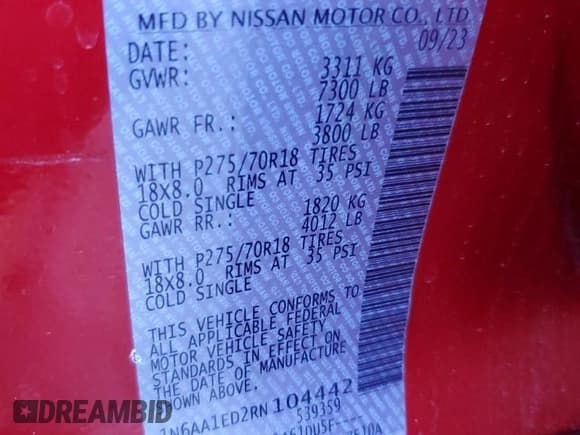 MFD BY NISSAN MOTOR CO., LTD
DATE: 09/23
GVWR: 3311 KG
7300 LB
GAWR FR.: 1724 KG
3800 LB
WITH P275/70R18 TIRES
18X8.0 RIMS AT 35 PSI
COLD SINGLE
GAWR RR.: 1820 KG
4012 LB
WITH P275/70R18 TIRES
18X8.0 RIMS AT 35 PSI
COLD SINGLE
THIS VEHICLE CONFORMS TO
ALL APPLICABLE FEDERAL
MOTOR VEHICLE SAFETY
STANDARDS IN EFFECT ON
THE DATE OF MANUFACTURE
SHOWN ABOVE.
1N6AA1ED2RN104442
539359
DREAMBID